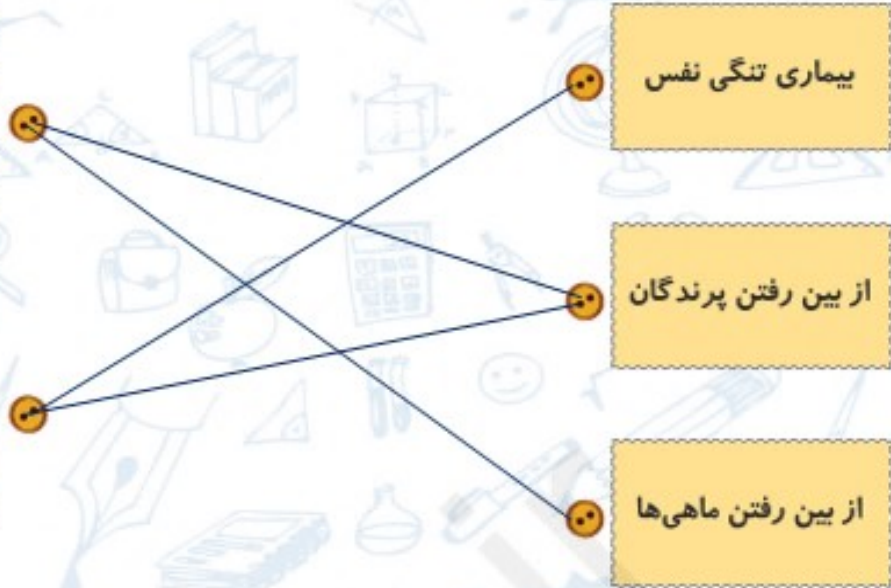 بیماری تنگی نفس
از بین رفتن پرندگان
از بین رفتن ماهی‌ها